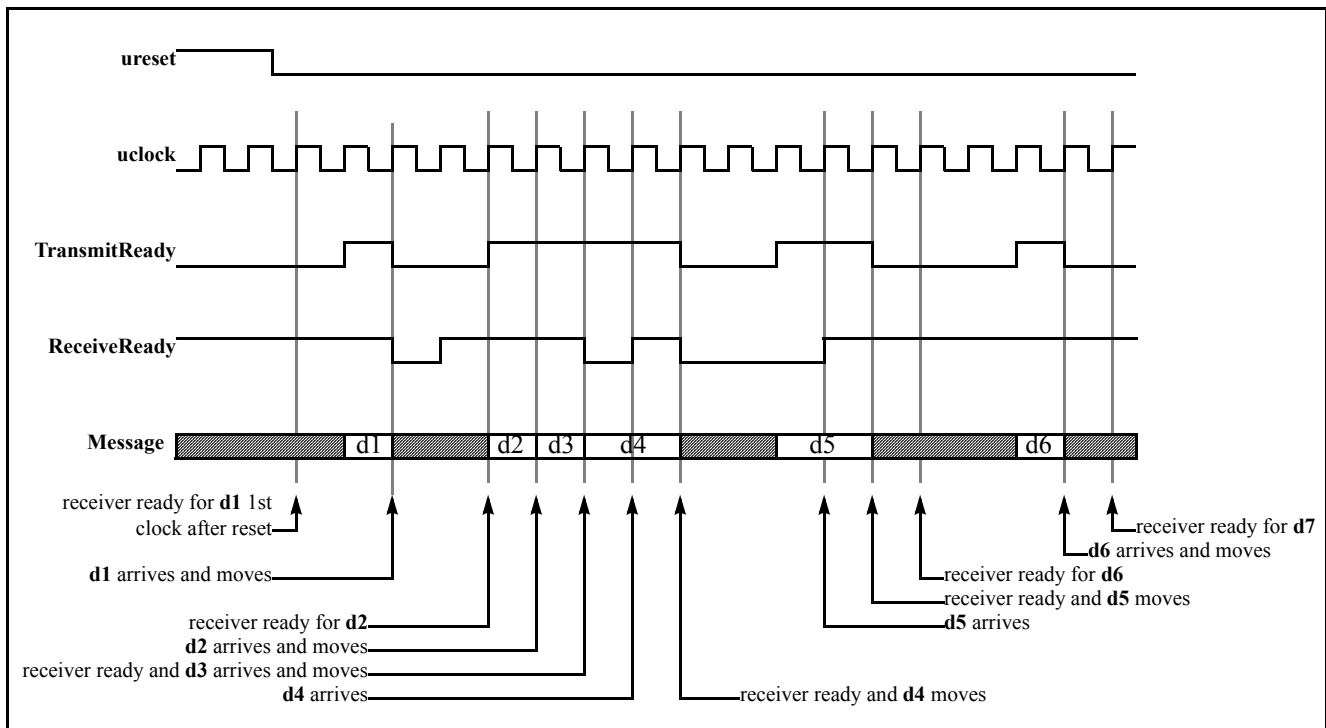 ureset
uclock
TransmitReady
ReceiveReady
Message
d1
d2
d3
d4
d5
d6
receiver ready for d1 1st
clock after reset
d1 arrives and moves
receiver ready for d2
d2 arrives and moves
receiver ready and d3 arrives and moves
d4 arrives
receiver ready and d4 moves
receiver ready for d7
d6 arrives and moves
receiver ready for d6
receiver ready and d5 moves
d5 arrives